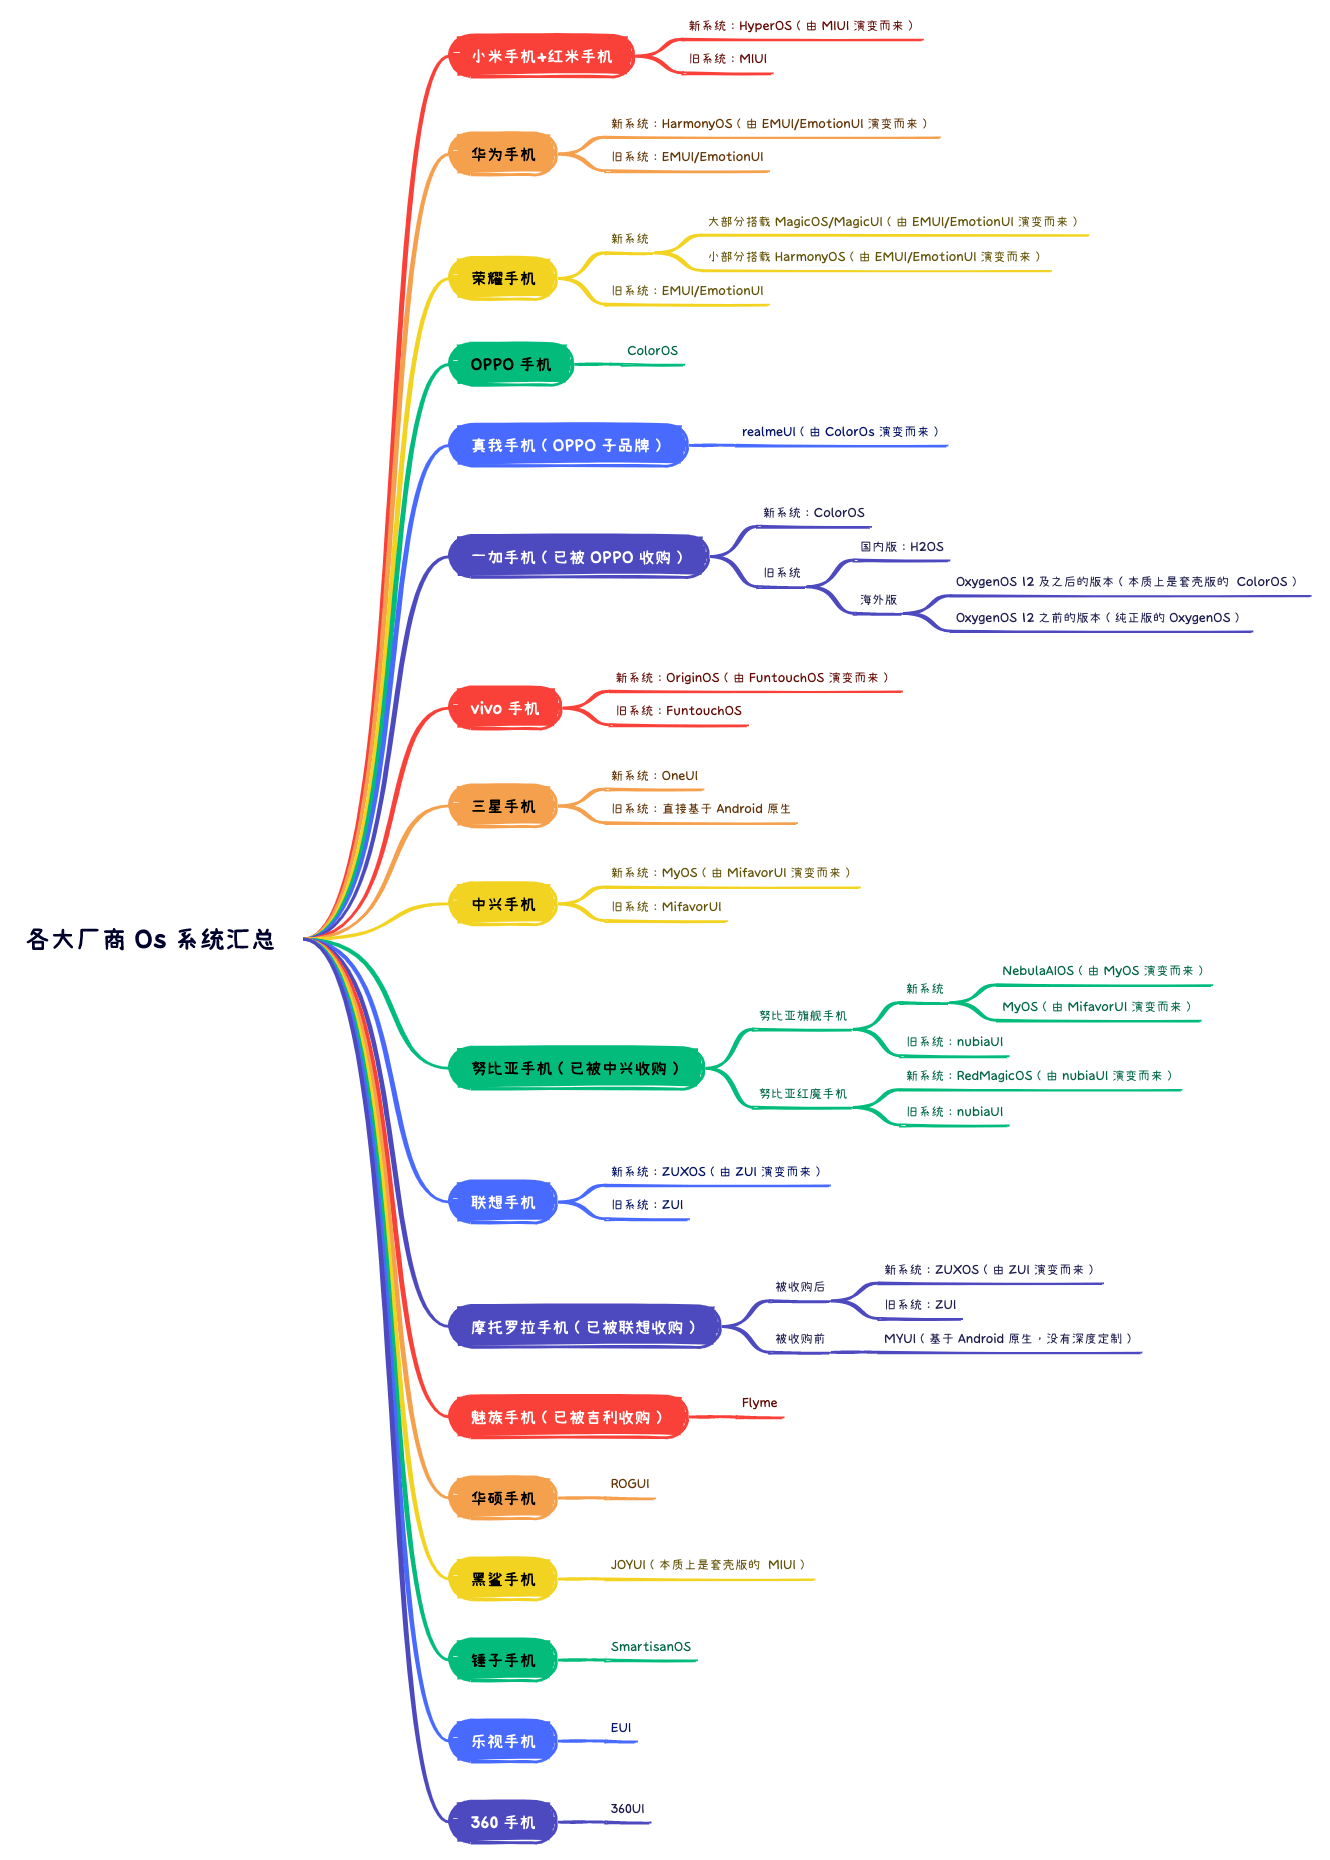 各大厂商 Os 系统汇总
小米手机+红米手机
新系统：HyperOS（由 MIUI 演变而来）
旧系统：MIUI
华为手机
新系统：HarmonyOS（由 EMUI/EmotionUI 演变而来）
旧系统：EMUI/EmotionUI
荣耀手机
新系统
大部分搭载 MagicOS/MagicUI（由 EMUI/EmotionUI 演变而来）
小部分搭载 HarmonyOS（由 EMUI/EmotionUI 演变而来）
旧系统：EMUI/EmotionUI
OPPO 手机
ColorOS
真我手机（OPPO 子品牌）
realmeUI（由 ColorOs 演变而来）
一加手机（已被 OPPO 收购）
新系统：ColorOS
旧系统
国内版：H2OS
海外版
OxygenOS 12 及之后的版本（本质上是套壳版的 ColorOS）
OxygenOS 12 之前的版本（纯正版的 OxygenOS）
vivo 手机
新系统：OriginOS（由 FuntouchOS 演变而来）
旧系统：FuntouchOS
三星手机
新系统：OneUI
旧系统：直接基于 Android 原生
中兴手机
新系统：MyOS（由 MifavorUI 演变而来）
旧系统：MifavorUI
努比亚手机（已被中兴收购）
努比亚旗舰手机
新系统
NebulaAIOS（由 MyOS 演变而来）
MyOS（由 MifavorUI 演变而来）
旧系统：nubiaUI
努比亚红魔手机
新系统：RedMagicOS（由 nubiaUI 演变而来）
旧系统：nubiaUI
联想手机
新系统：ZUXOS（由 ZUI 演变而来）
旧系统：ZUI
摩托罗拉手机（已被联想收购）
被收购后
新系统：ZUXOS（由 ZUI 演变而来）
旧系统：ZUI
被收购前
MYUI（基于 Android 原生，没有深度定制）
魅族手机（已被吉利收购）
Flyme
华硕手机
ROGUI
黑鲨手机
JOYUI（本质上是套壳版的 MIUI）
锤子手机
SmartisanOS
乐视手机
EUI
360 手机
360UI